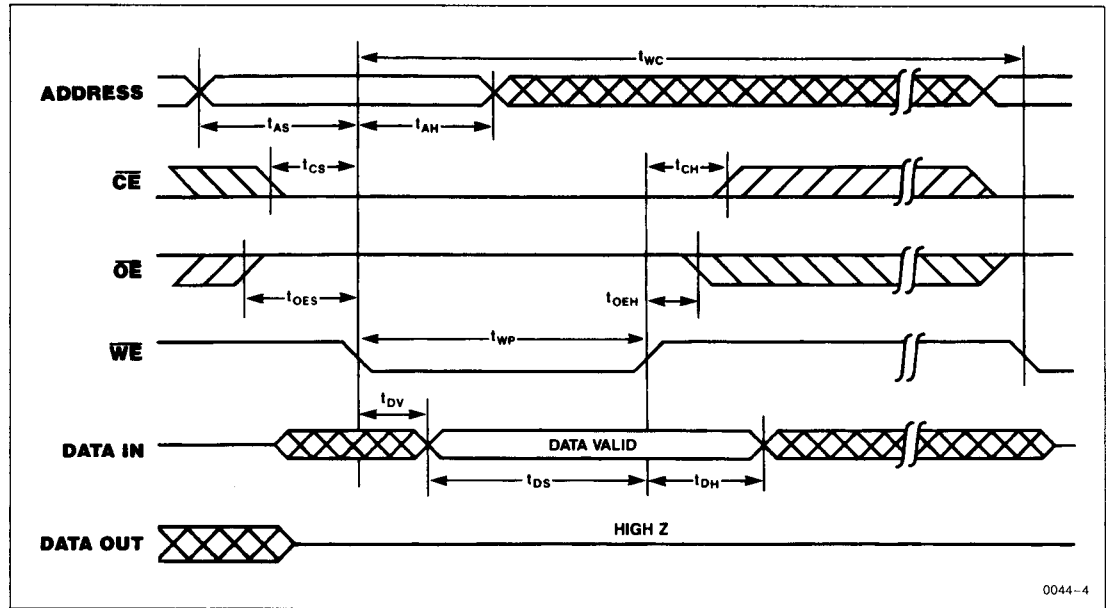 tWC
ADDRESS
tAS
tAH
tCS
tCH
CE
OE
tOES
tOEH
tWP
WE
tDV
DATA IN
DATA VALID
tDS
tDH
HIGH Z
DATA OUT
0044-4